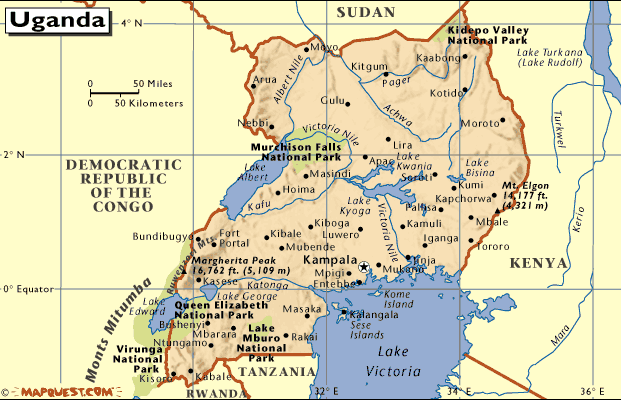 Uganda
4° N
SUDAN
Kidepo Valley
National Park
Lake Turkana
(Lake Rudolf)
Moyo
Kitgum
Kaabong
Arua
Albert Nile
Pager
0 50 Miles
0 50 Kilometers
Gulu
Kotido
Achwa
Nebbi
Moroto
Turkwel
Victoria Nile
Lira
2° N
Murchison Falls
National Park
Apac
Lake
Kwania
Lake
Bisina
DEMOCRATIC
REPUBLIC
OF THE
CONGO
Lake
Albert
Masindi
Soroti
Kumi
Mt. Elgon
14,177 ft.
(4,321 m)
Hoima
Kapchorwa
Kafu
Lake
Kyoga
Pallisa
Mbale
Kerio
Kiboga
Luwero
Victoria Nile
Kamuli
Bundibugyo
Fort
Portal
Kibale
Iganga
Tororo
Ruwenzori Mts.
Mubende
Kampala
Jinja
KENYA
Margherita Peak
16,762 ft. (5,109 m)
Mpigi
Mukono
Kasese
Katonga
Entebbe
0° Equator
Lake George
Kome
Island
Lake
Edward
Queen Elizabeth
National Park
Masaka
Kalangala
Sese
Islands
Monts Mitumba
Bushenyi
Mbarara
Lake
Mburo
National
Park
Rakai
Mara
Ntungamo
Lake
Victoria
Virunga
National
Park
Kisoro
Kabale
TANZANIA
RWANDA
32° E
34° E
36° E
© MAPQUEST.COM